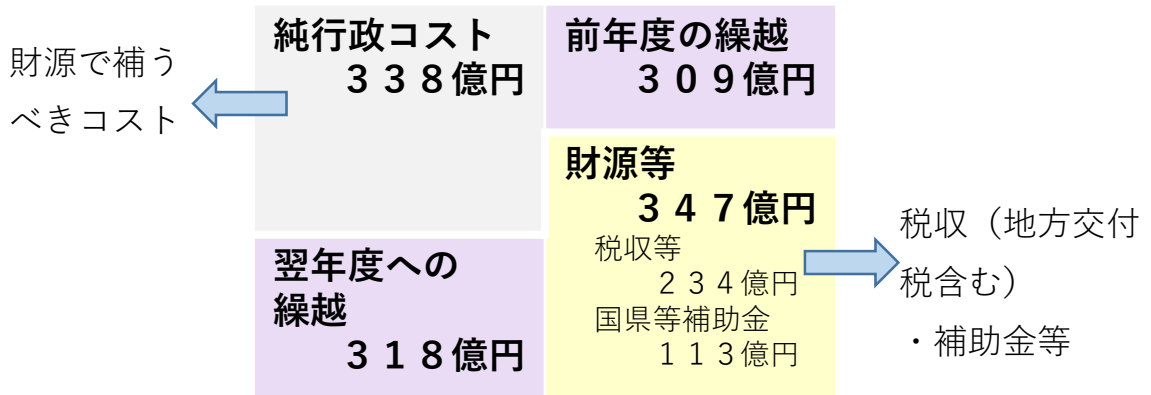 財源で補う
べきコスト
純行政コスト
３３８億円
前年度の繰越
３０９億円
財源等
３４７億円
税収等
２３４億円
国県等補助金
１１３億円
翌年度への
繰越
３１８億円
税収（地方交付
税含む）
・補助金等